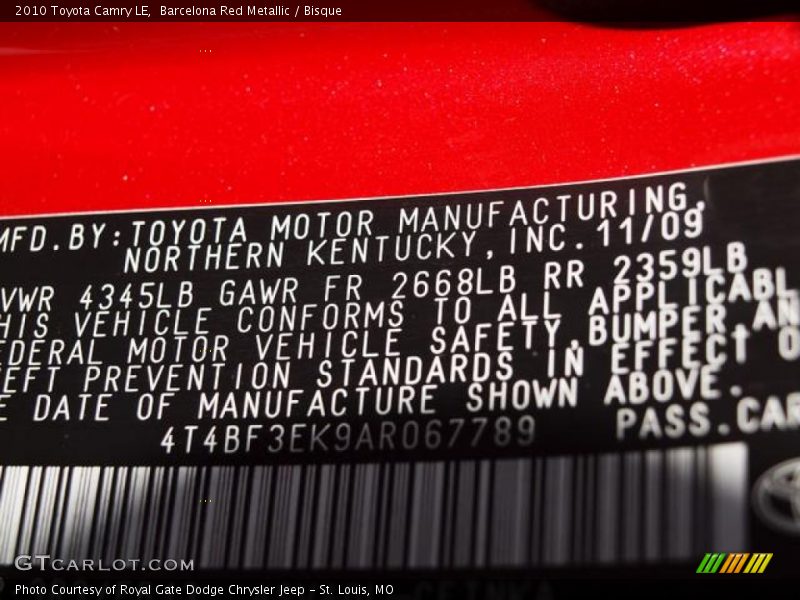 2010 Toyota Camry LE,  Barcelona Red Metallic / Bisque
MFD.BY:TOYOTA MOTOR MANUFACTURING,
NORTHERN KENTUCKY,INC.11/09
VWR 4345LB GAWR FR 2668LB RR 2359LB
HIS VEHICLE CONFORMS TO ALL APPLICABL
EDERAL MOTOR VEHICLE SAFETY,BUMPER,AN
EFT PREVENTION STANDARDS IN EFFECT O
E DATE OF MANUFACTURE SHOWN ABOVE.
4T4BF3EK9AR067789 PASS.CAR
GTCARLOT.COM
Photo Courtesy of Royal Gate Dodge Chrysler Jeep - St. Louis, MO